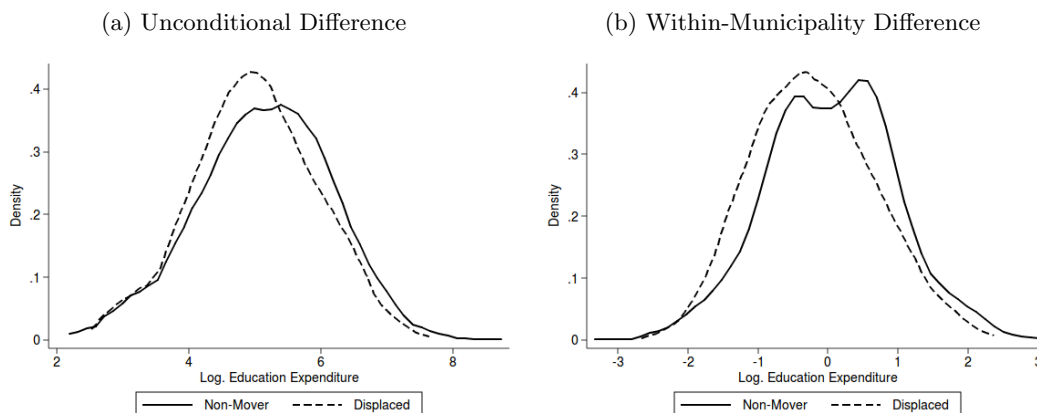 (a) Unconditional Difference
.4
.3
.2
.1
0
Density
2 4 6 8
Log. Education Expenditure
Non-Mover Displaced
(b) Within-Municipality Difference
.4
.3
.2
.1
0
Density
-3 -2 -1 0 1 2 3
Log. Education Expenditure
Non-Mover Displaced